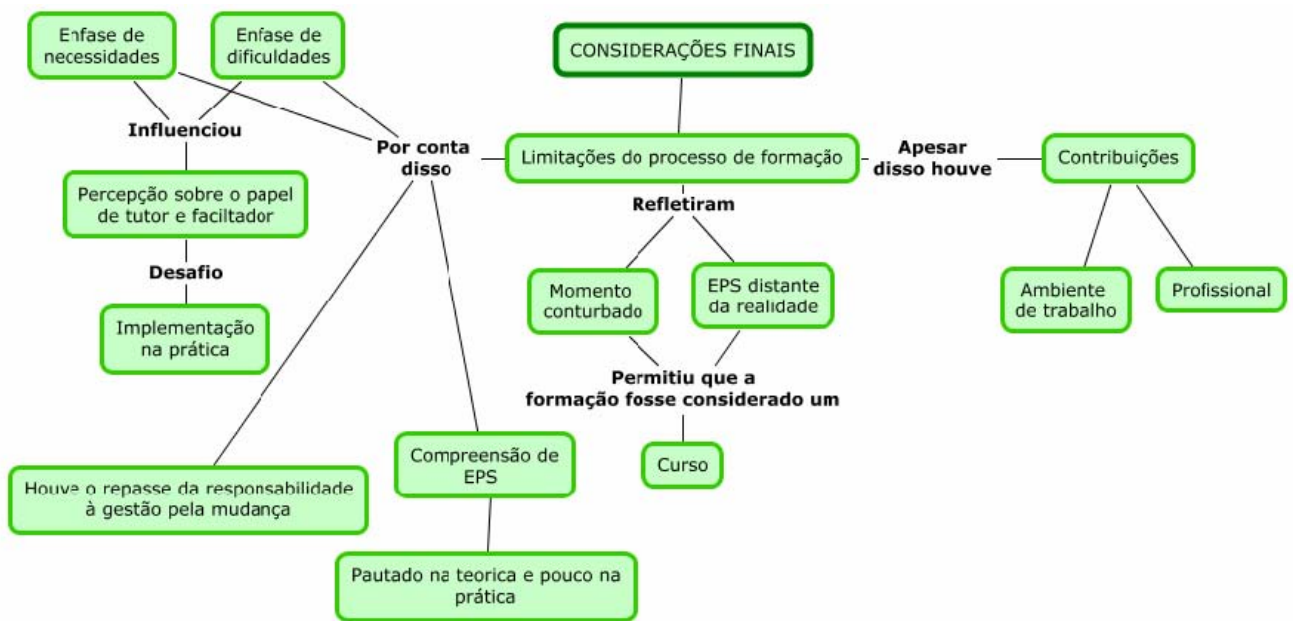 Enfase de
necessidades
Enfase de
dificuldades
CONSIDERAÇÕES FINAIS
Influenciou
Por conta
disso
Limitações do processo de formação
Apesar
disso houve
Contribuições
Percepção sobre o papel
de tutor e faciltador
Refletiram
Desafio
Momento
conturbado
EPS distante
da realidade
Ambiente
de trabalho
Profissional
Implementação
na prática
Permitiu que a
formação fosse considerado um
Compreensão de
EPS
Curso
Houve o repasse da responsabilidade
à gestão pela mudança
Pautado na teorica e pouco na
prática